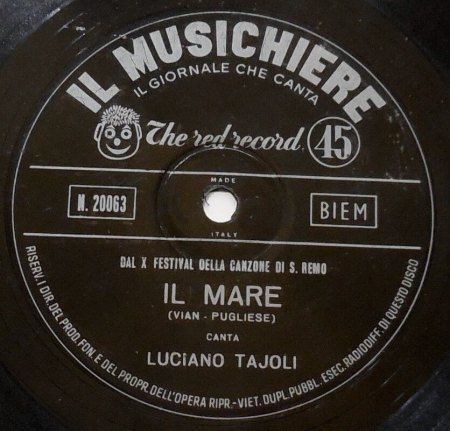 IL MUSICHIERE
IL GIORNALE CHE CANTA
The red record 45
MADE
N. 20063
BIEM
ITALY
DAL X FESTIVAL DELLA CANZONE DI S. REMO
IL MARE
(VIAN - PUGLIESE)
CANTA
LUCIANO TAJOLI
RISERV. I DIR. DEL PROD. FON. E DEL PROPR. DELL'OPERA RIPR.- VIET. DUPL. PUBBL. ESEC. RADIODIFF. DI QUESTO DISCO